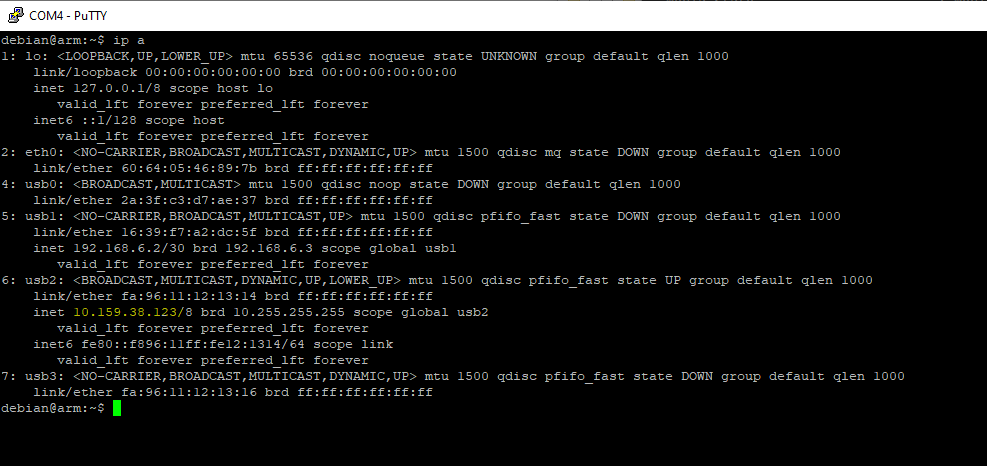 COM4 - PuTTY
debian@arm:~$ ip a
1: lo: <LOOPBACK,UP,LOWER_UP> mtu 65536 qdisc noqueue state UNKNOWN group default qlen 1000
    link/loopback 00:00:00:00:00:00 brd 00:00:00:00:00:00
    inet 127.0.0.1/8 scope host lo
       valid_lft forever preferred_lft forever
    inet6 ::1/128 scope host
       valid_lft forever preferred_lft forever
2: eth0: <NO-CARRIER,BROADCAST,MULTICAST,DYNAMIC,UP> mtu 1500 qdisc mq state DOWN group default qlen 1000
    link/ether 60:64:05:46:89:7b brd ff:ff:ff:ff:ff:ff
4: usb0: <BROADCAST,MULTICAST> mtu 1500 qdisc noop state DOWN group default qlen 1000
    link/ether 2a:3f:c3:d7:ae:37 brd ff:ff:ff:ff:ff:ff
5: usb1: <NO-CARRIER,BROADCAST,MULTICAST,UP> mtu 1500 qdisc pfifo_fast state DOWN group default qlen 1000
    link/ether 16:39:f7:a2:dc:5f brd ff:ff:ff:ff:ff:ff
    inet 192.168.6.2/30 brd 192.168.6.3 scope global usb1
       valid_lft forever preferred_lft forever
6: usb2: <BROADCAST,MULTICAST,DYNAMIC,UP,LOWER_UP> mtu 1500 qdisc pfifo_fast state UP group default qlen 1000
    link/ether fa:96:11:12:13:14 brd ff:ff:ff:ff:ff:ff
    inet 10.159.38.123/8 brd 10.255.255.255 scope global usb2
       valid_lft forever preferred_lft forever
    inet6 fe80::f896:11ff:fe12:1314/64 scope link
       valid_lft forever preferred_lft forever
7: usb3: <NO-CARRIER,BROADCAST,MULTICAST,DYNAMIC,UP> mtu 1500 qdisc pfifo_fast state DOWN group default qlen 1000
    link/ether fa:96:11:12:13:16 brd ff:ff:ff:ff:ff:ff
debian@arm:~$